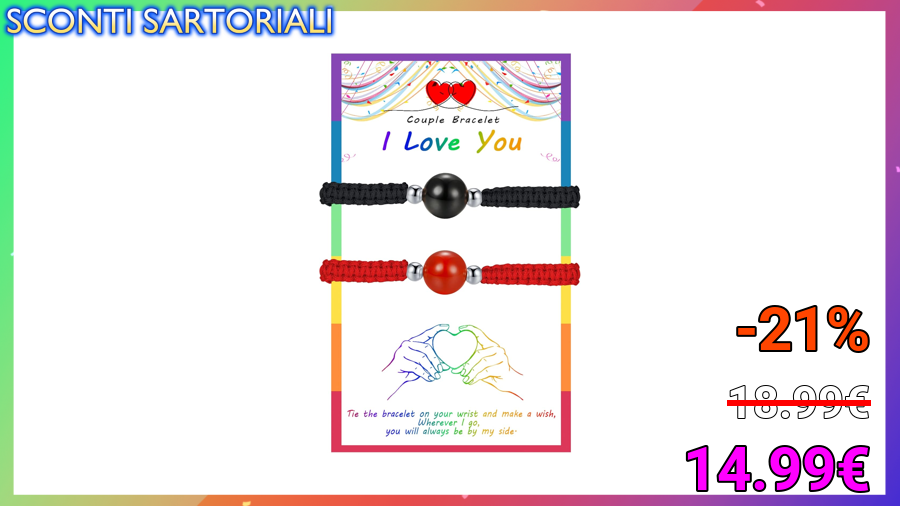 SCONTI SARTORIALI
Couple Bracelet
I Love You
Tie the bracelet on your wrist and make a wish,
Wherever I go,
you will always be by my side.
-21%
18.99€
14.99€